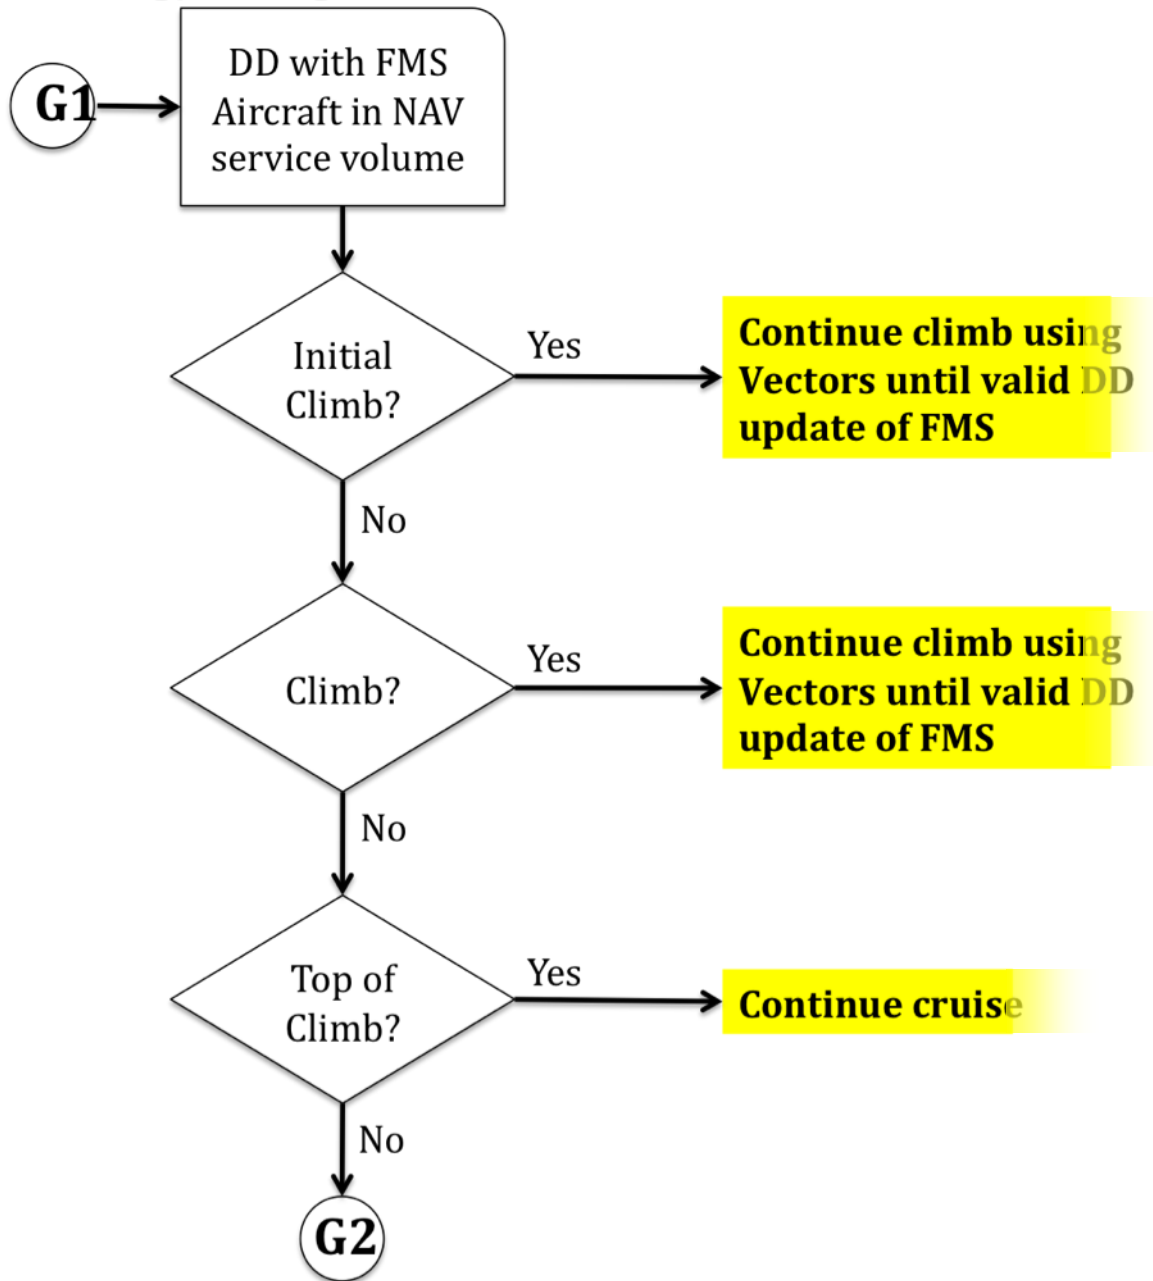 G1
DD with FMS
Aircraft in NAV
service volume
Initial
Climb?
Yes
Continue climb using
Vectors until valid DD
update of FMS
No
Climb?
Yes
Continue climb using
Vectors until valid DD
update of FMS
No
Top of
Climb?
Yes
Continue cruise
No
G2